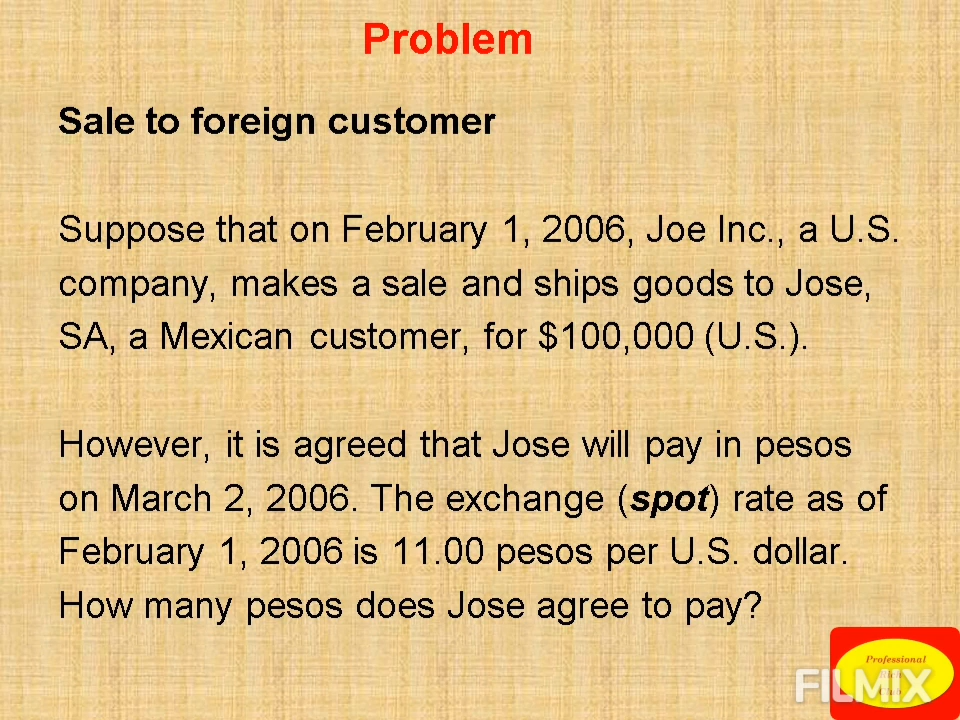 Problem
Sale to foreign customer
Suppose that on February 1, 2006, Joe Inc., a U.S.
company, makes a sale and ships goods to Jose,
SA, a Mexican customer, for $100,000 (U.S.).
However, it is agreed that Jose will pay in pesos
on March 2, 2006. The exchange (spot) rate as of
February 1, 2006 is 11.00 pesos per U.S. dollar.
How many pesos does Jose agree to pay?
Professional
FILMIX